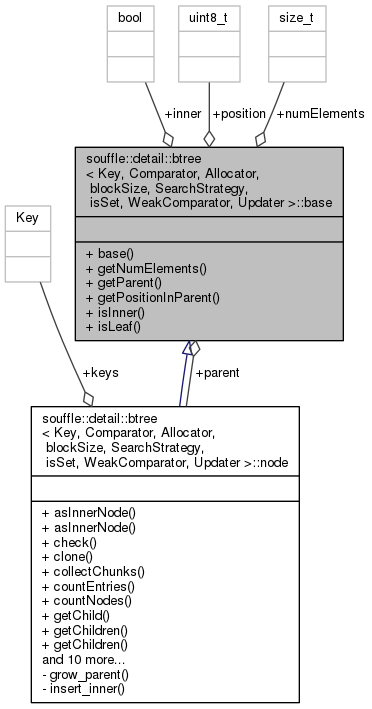 bool
uint8_t
size_t
+inner
+position
+numElements
souffle::detail::btree
< Key, Comparator, Allocator,
blockSize, SearchStrategy,
isSet, WeakComparator, Updater >::base
+ base()
+ getNumElements()
+ getParent()
+ getPositionInParent()
+ isInner()
+ isLeaf()
Key
+keys
+parent
souffle::detail::btree
< Key, Comparator, Allocator,
blockSize, SearchStrategy,
isSet, WeakComparator, Updater >::node
+ asInnerNode()
+ asInnerNode()
+ check()
+ clone()
+ collectChunks()
+ countEntries()
+ countNodes()
+ getChild()
+ getChildren()
+ getChildren()
and 10 more...
- grow_parent()
- insert_inner()